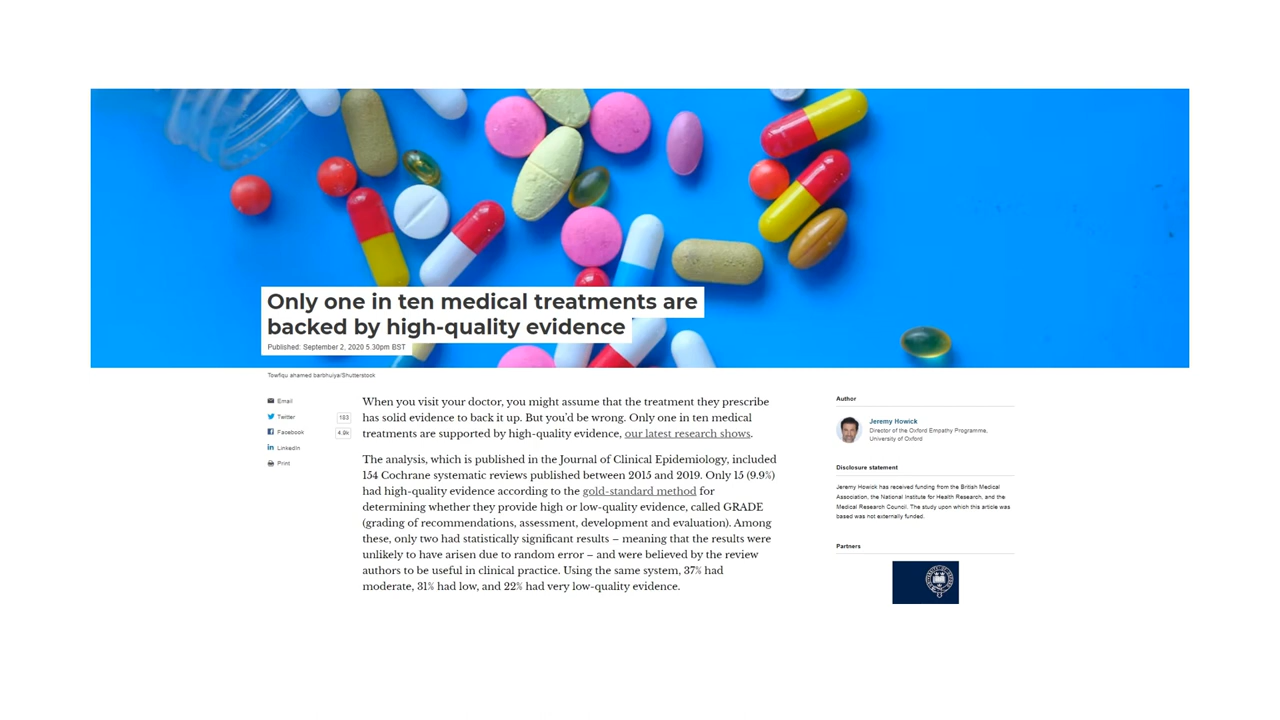 Only one in ten medical treatments are
backed by high-quality evidence
Published: September 2, 2020 5.30pm BST
Towfiqu ahamed barbhuiya/Shutterstock
Email
Twitter 183
Facebook 4.0k
LinkedIn
Print
When you visit your doctor, you might assume that the treatment they prescribe
has solid evidence to back it up. But you'd be wrong. Only one in ten medical
treatments are supported by high-quality evidence, our latest research shows.
The analysis, which is published in the Journal of Clinical Epidemiology, included
154 Cochrane systematic reviews published between 2015 and 2019. Only 15 (9.9%)
had high-quality evidence according to the gold-standard method for
determining whether they provide high or low-quality evidence, called GRADE
(grading of recommendations, assessment, development and evaluation). Among
these, only two had statistically significant results – meaning that the results were
unlikely to have arisen due to random error – and were believed by the review
authors to be useful in clinical practice. Using the same system, 37% had
moderate, 31% had low, and 22% had very low-quality evidence.
Author
Jeremy Howick
Director of the Oxford Empathy Programme,
University of Oxford
Disclosure statement
Jeremy Howick has received funding from the British Medical
Association, the National Institute for Health Research, and the
Medical Research Council. The study upon which this article was
based was not externally funded.
Partners